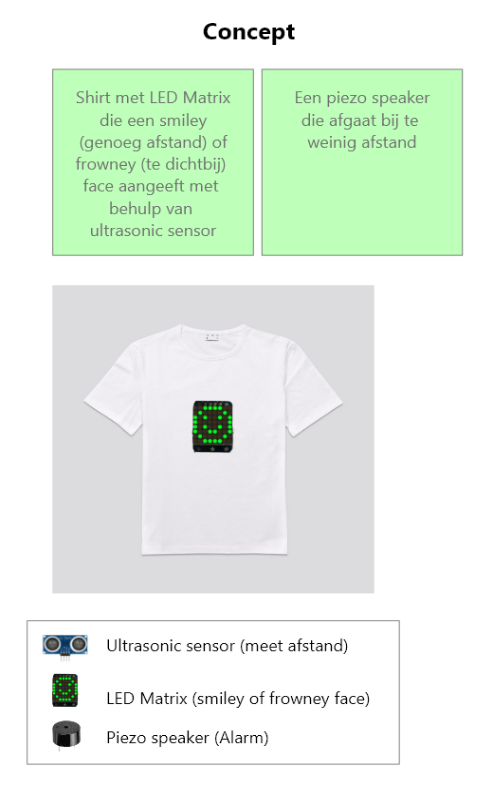 Concept
Shirt met LED Matrix
die een smiley
(genoeg afstand) of
frowney (te dichtbij)
face aangeeft met
behulp van
ultrasonic sensor
Een piezo speaker
die afgaat bij te
weinig afstand
Ultrasonic sensor (meet afstand)
LED Matrix (smiley of frowney face)
Piezo speaker (Alarm)